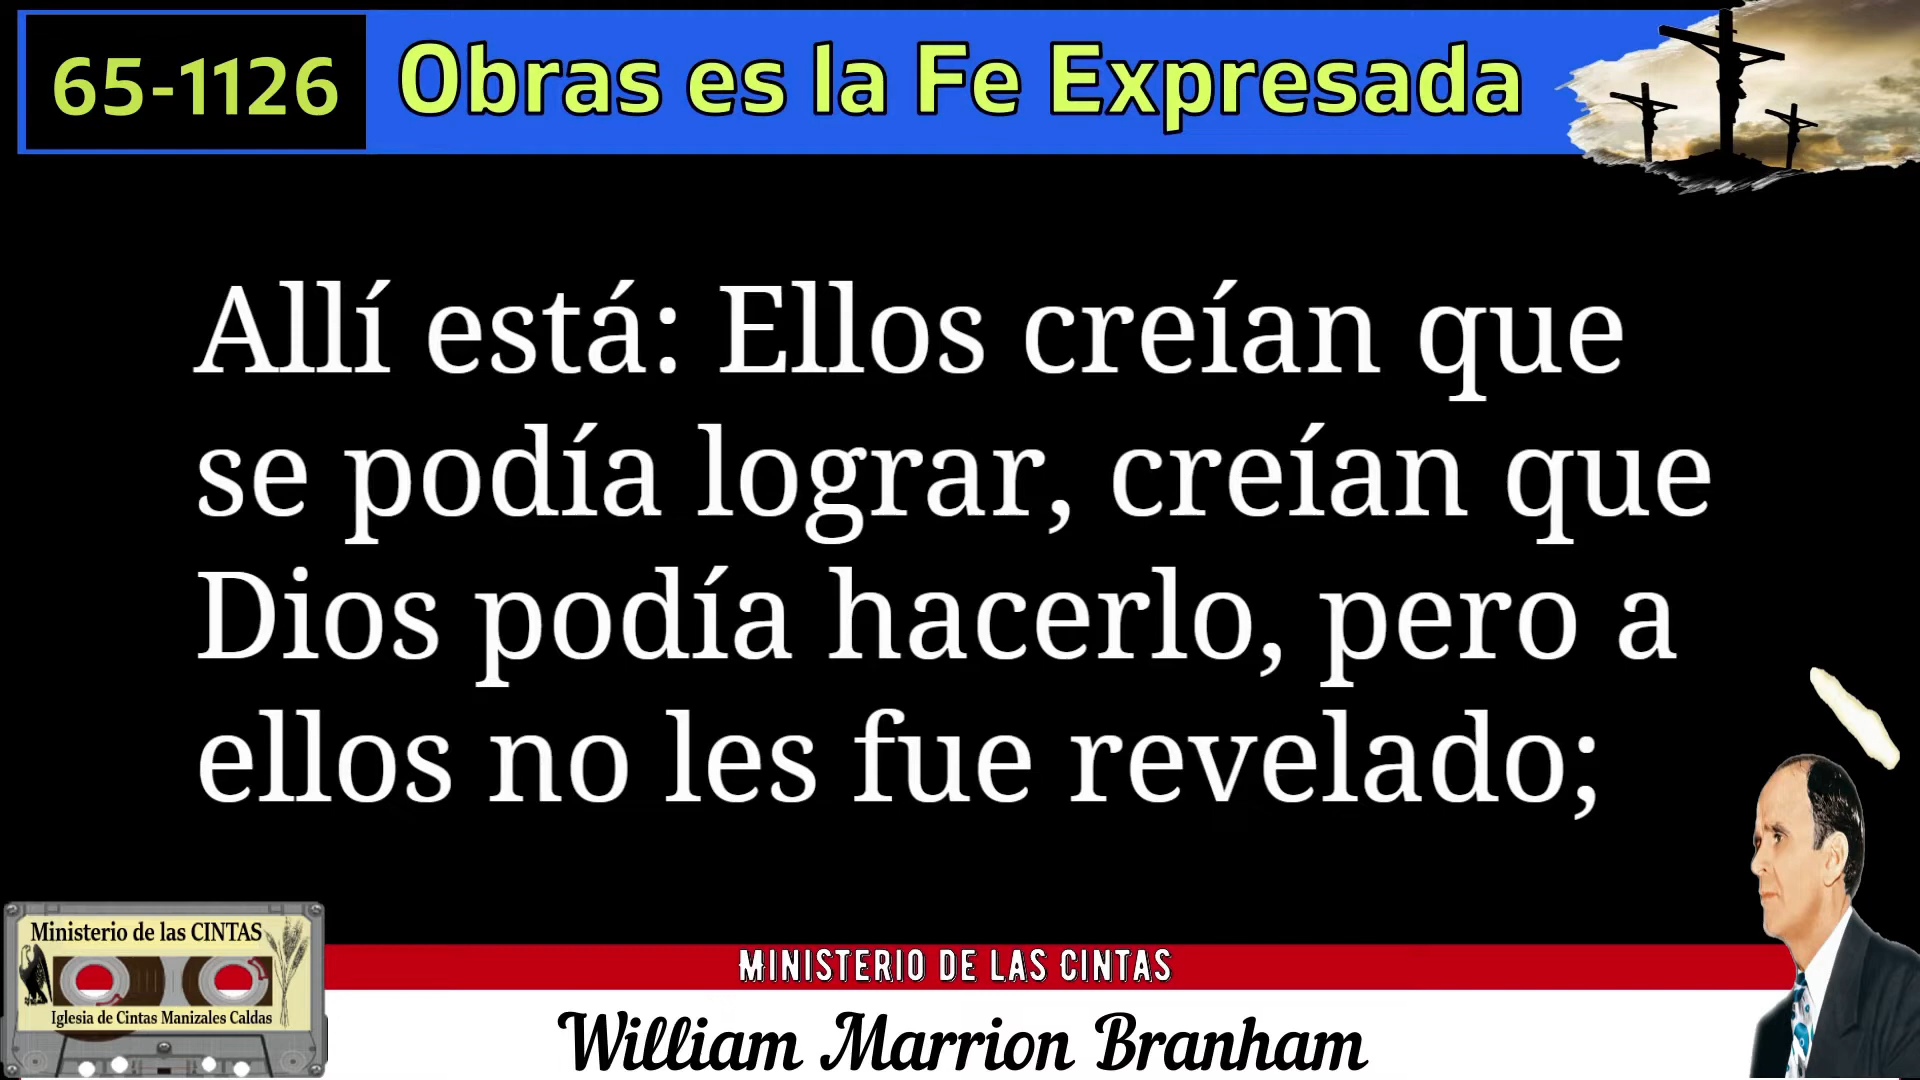 65-1126
Obras es la Fe Expresada
Allí está: Ellos creían que
se podía lograr, creían que
Dios podía hacerlo, pero a
ellos no les fue revelado;
Ministerio de las CINTAS
Iglesia de Cintas Manizales Caldas
MINISTERIO DE LAS CINTAS
William Marrion Branham